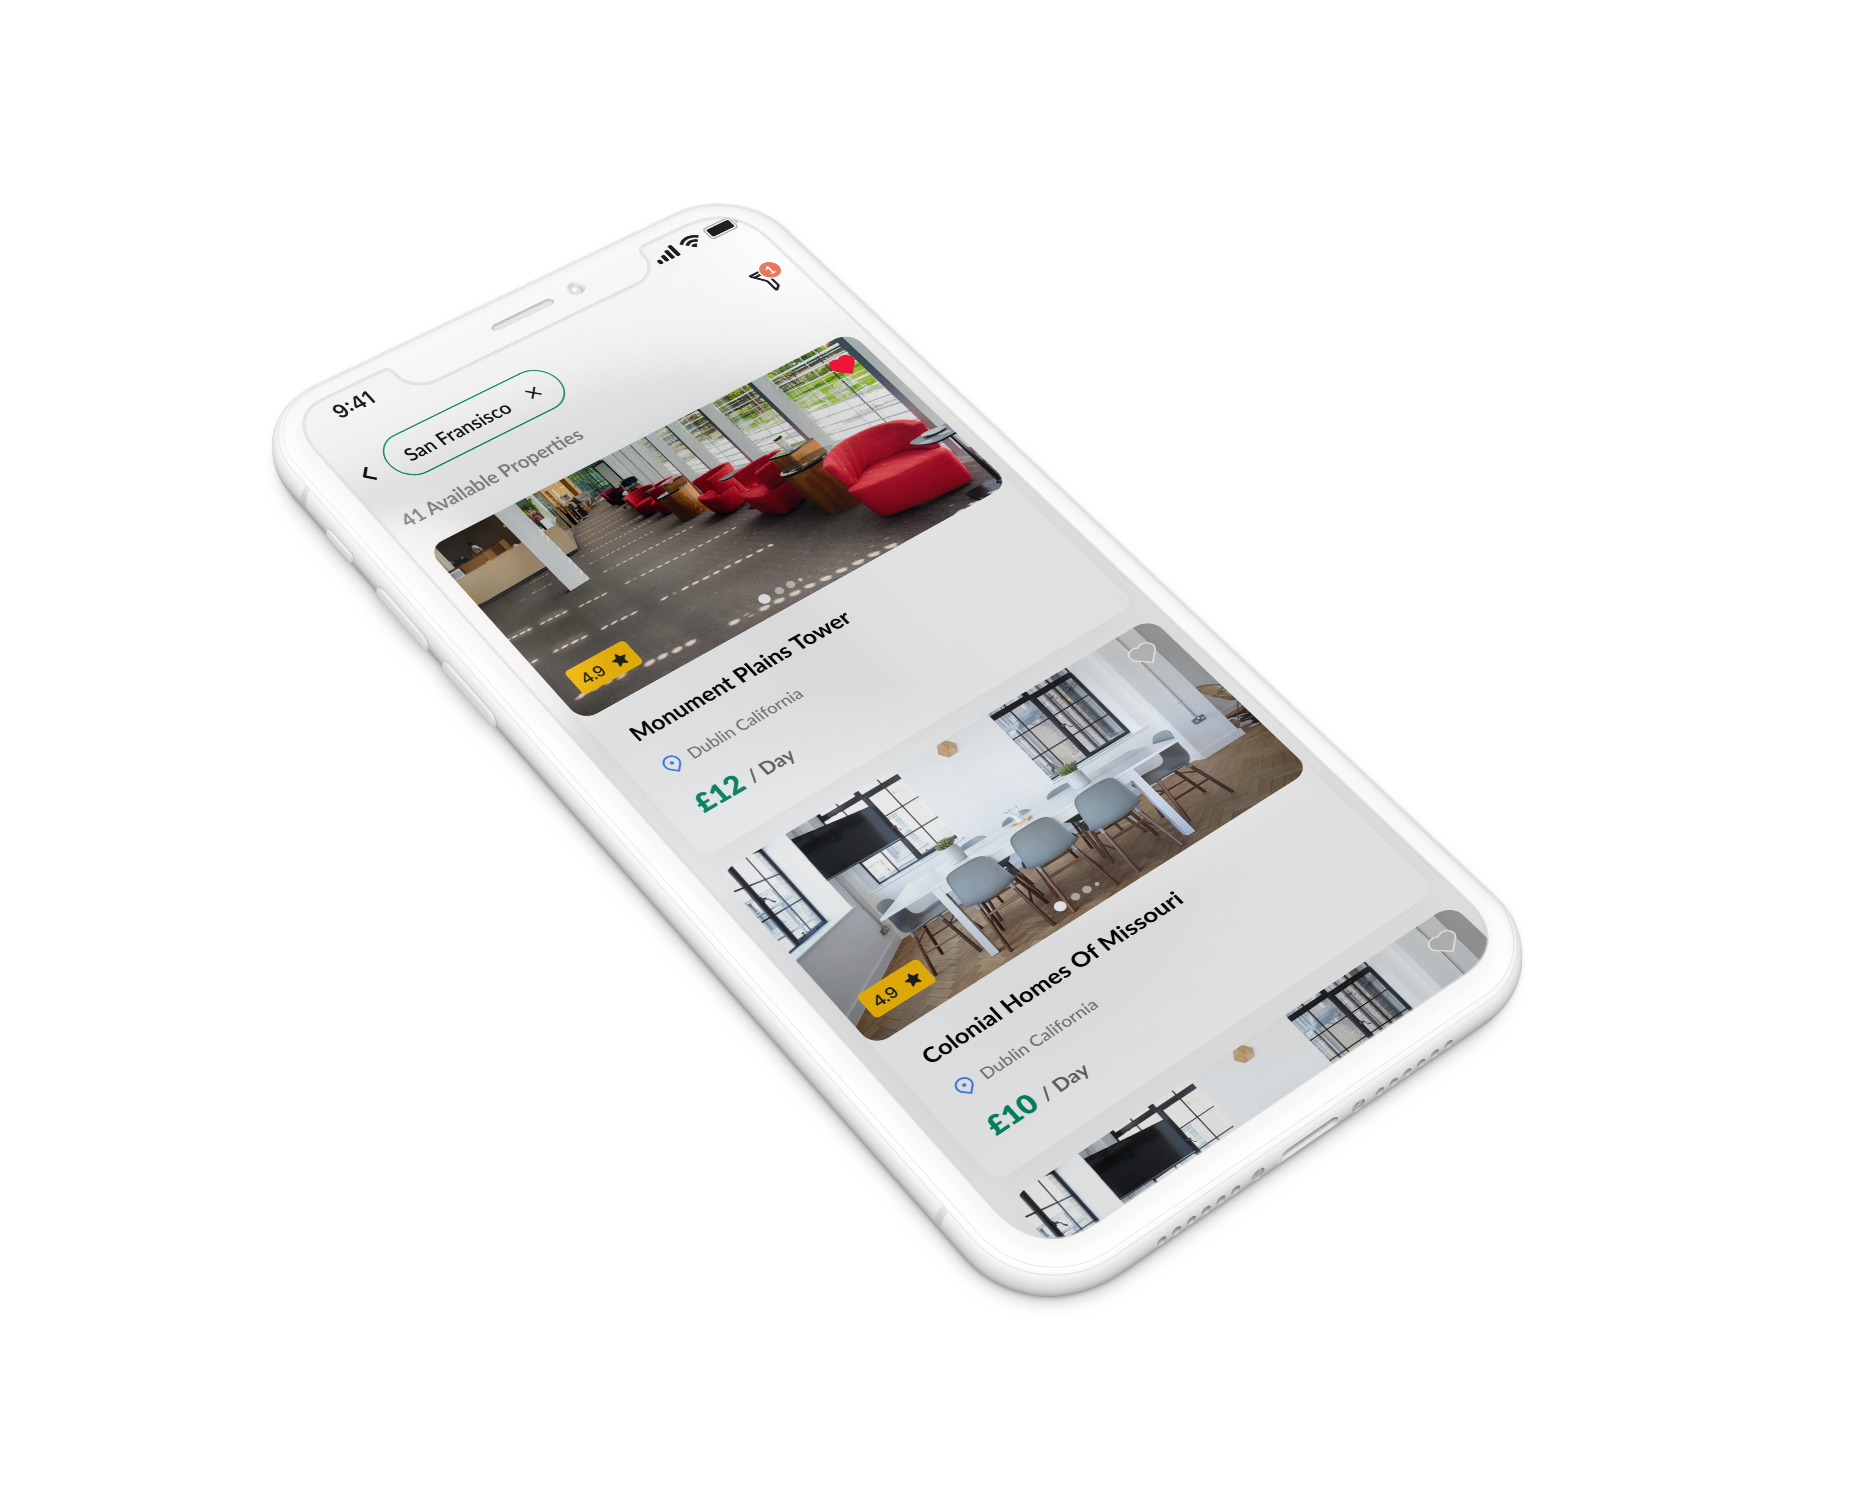 9:41
1
San Fransisco
41 Available Properties
4.9
Monument Plains Tower
Dublin California
£12 / Day
4.9
Colonial Homes Of Missouri
Dublin California
£10 / Day